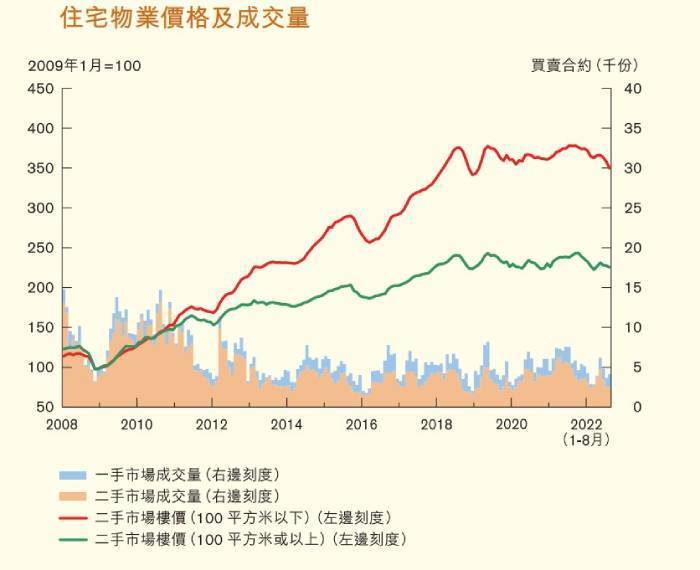 住宅物業價格及成交量
2009年1月=100
買賣合約（千份）
450
400
350
300
250
200
150
100
50
40
35
30
25
20
15
10
5
0
2008 2010 2012 2014 2016 2018 2020 2022
（1-8月）
一手市場成交量（右邊刻度）
二手市場成交量（右邊刻度）
二手市場樓價（100 平方米以下）（左邊刻度）
二手市場樓價（100 平方米或以上）（左邊刻度）